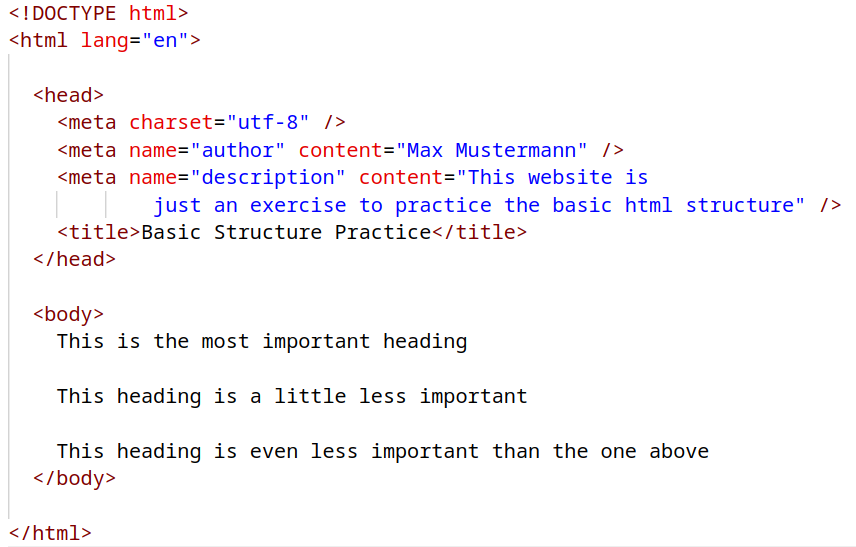 <!DOCTYPE html>
<html lang="en">
<head>
<meta charset="utf-8" />
<meta name="author" content="Max Mustermann" />
<meta name="description" content="This website is
just an exercise to practice the basic html structure" />
<title>Basic Structure Practice</title>
</head>
<body>
This is the most important heading
This heading is a little less important
This heading is even less important than the one above
</body>
</html>